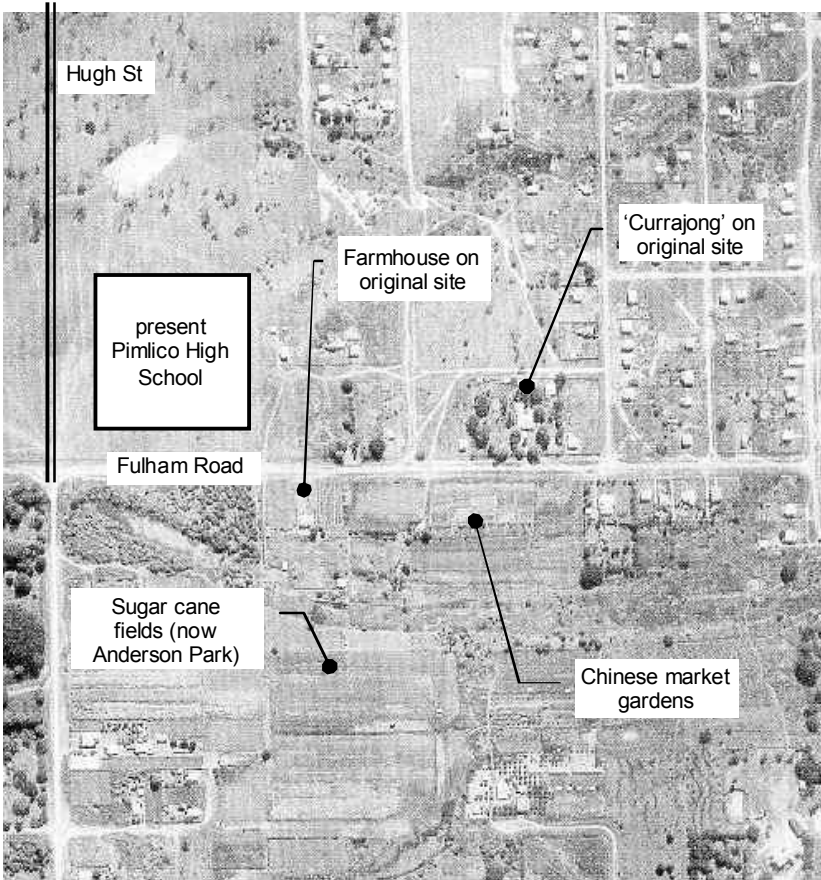 Hugh St
'Currajong' on
original site
Farmhouse on
original site
present
Pimlico High
School
Fulham Road
Sugar cane
fields (now
Anderson Park)
Chinese market
gardens